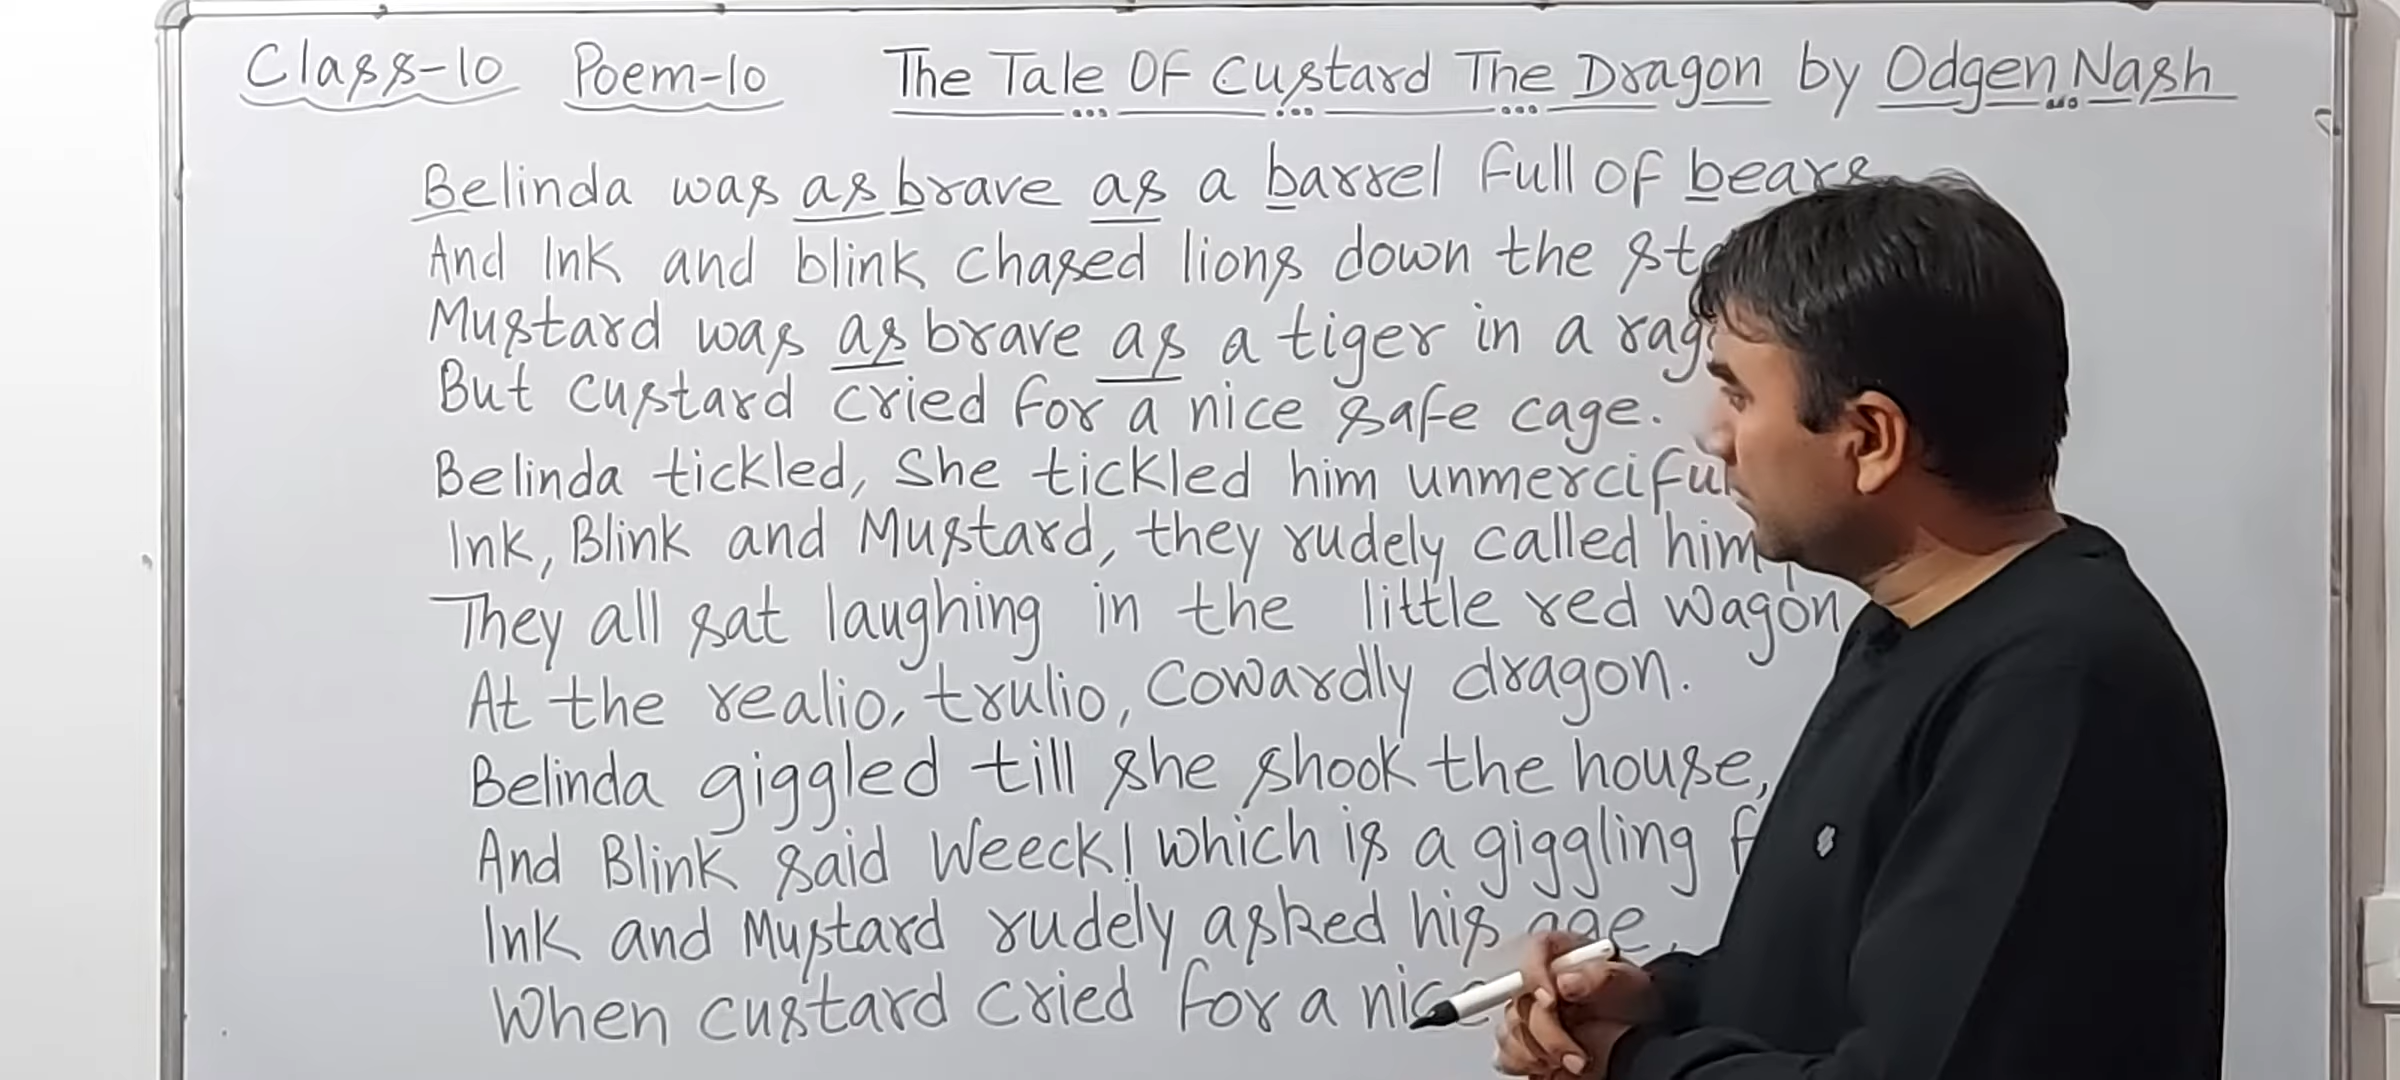 Class-10 Poem-10 The Tale Of Custard The Dragon by Odgen Nash
Belinda was as brave as a barrel full of bears
And Ink and blink chased lions down the
Mustard was as brave as a tiger in a
But custard cried for a nice safe cage.
Belinda tickled, She tickled him
Ink, Blink and Mustard, they rudely called him
They all sat laughing in the little red wagon
At the realio, trulio, Cowardly dragon.
Belinda giggled till she shook the house,
And Blink said Weeck! which is a giggling
Ink and Mustard rudely asked his age,
When custard cried for a nice